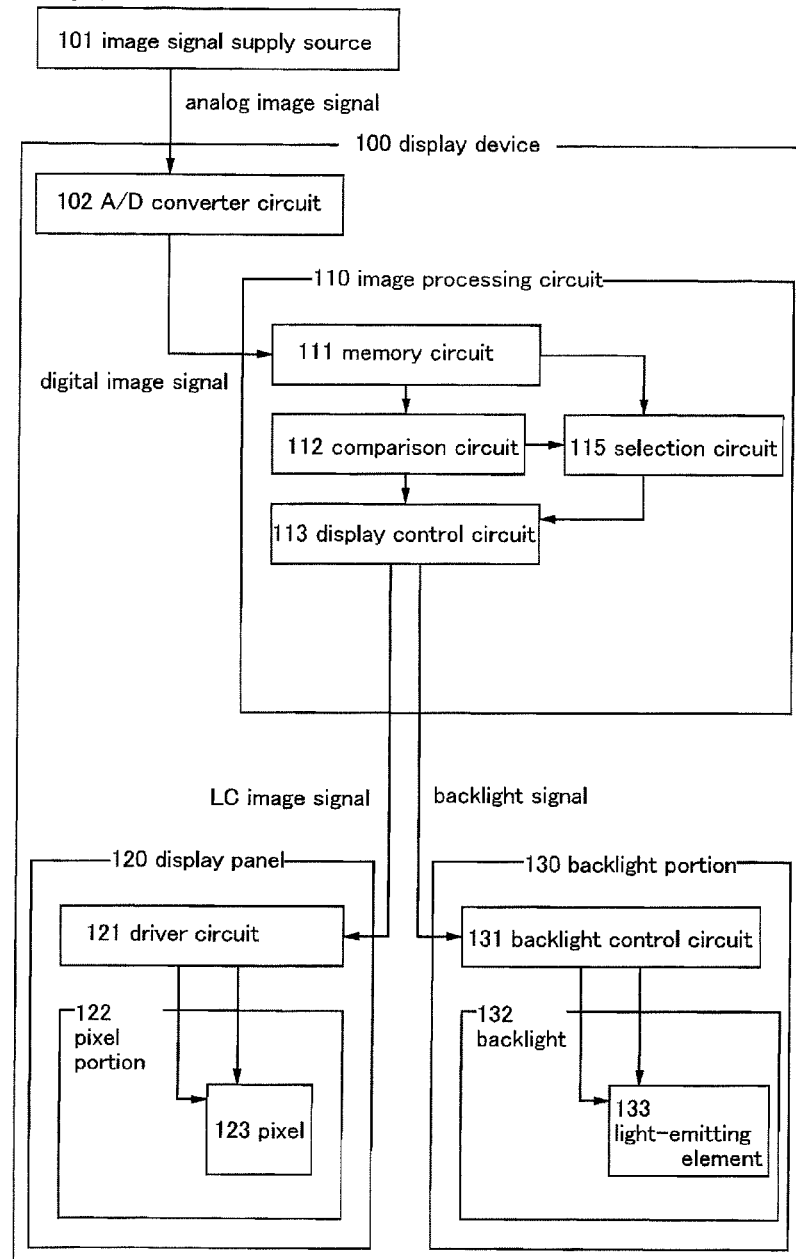 101 image signal supply source
analog image signal
100 display device
102 A/D converter circuit
110 image processing circuit
111 memory circuit
digital image signal
112 comparison circuit
115 selection circuit
113 display control circuit
LC image signal
backlight signal
120 display panel
130 backlight portion
121 driver circuit
131 backlight control circuit
122
pixel
portion
132
backlight
123 pixel
133
light-emitting
element